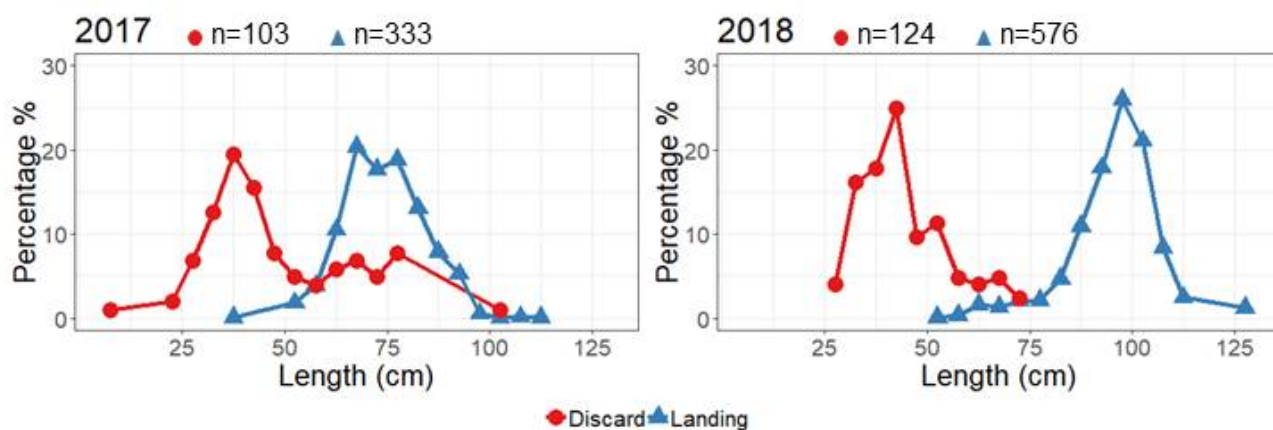 2017 n=103 n=333
30
20
10
0
Percentage %
25 50 75 100 125
Length (cm)
2018 n=124 n=576
30
20
10
0
Percentage %
25 50 75 100 125
Length (cm)
Discard Landing